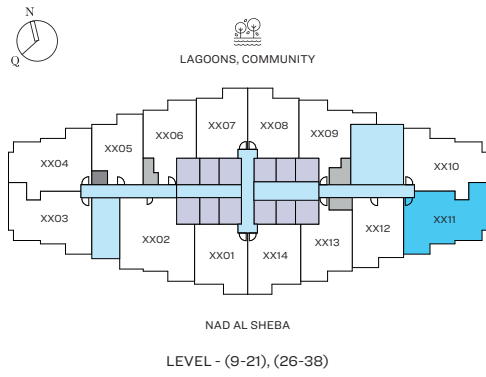 N
Q
LAGOONS, COMMUNITY
XX07 XX08
XX06 XX09
XX05
XX04 XX10
XX03 XX11
XX02 XX12
XX13
XX01 XX14
NAD AL SHEBA
LEVEL - (9-21), (26-38)